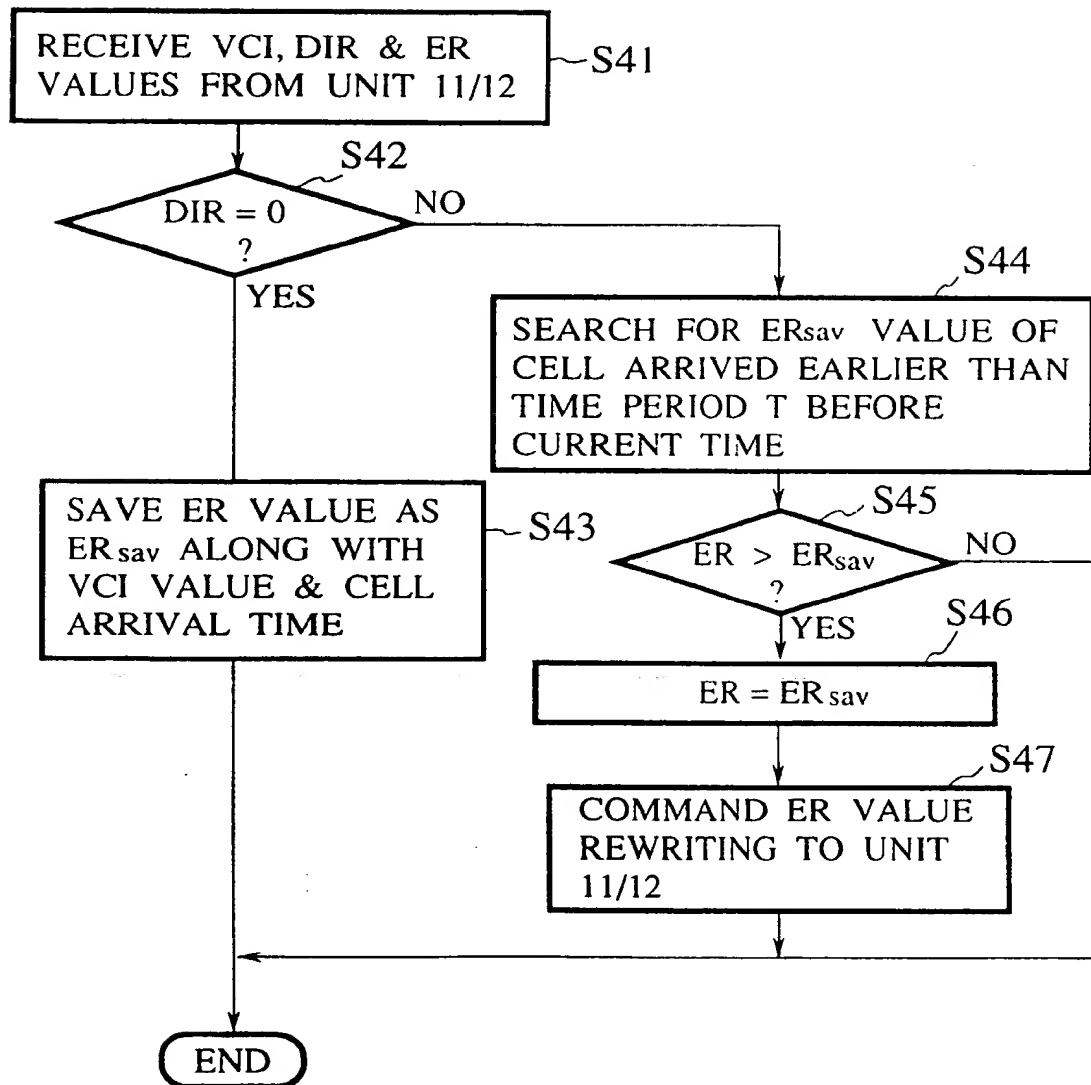 RECEIVE VCI, DIR & ER
VALUES FROM UNIT 11/12
S41
S42
DIR = 0
?
NO
YES
S44
SEARCH FOR ERsav VALUE OF
CELL ARRIVED EARLIER THAN
TIME PERIOD T BEFORE
CURRENT TIME
SAVE ER VALUE AS
ERsav ALONG WITH
VCI VALUE & CELL
ARRIVAL TIME
S43
S45
ER > ERsav
?
NO
YES
S46
ER = ERsav
S47
COMMAND ER VALUE
REWRITING TO UNIT
11/12
END